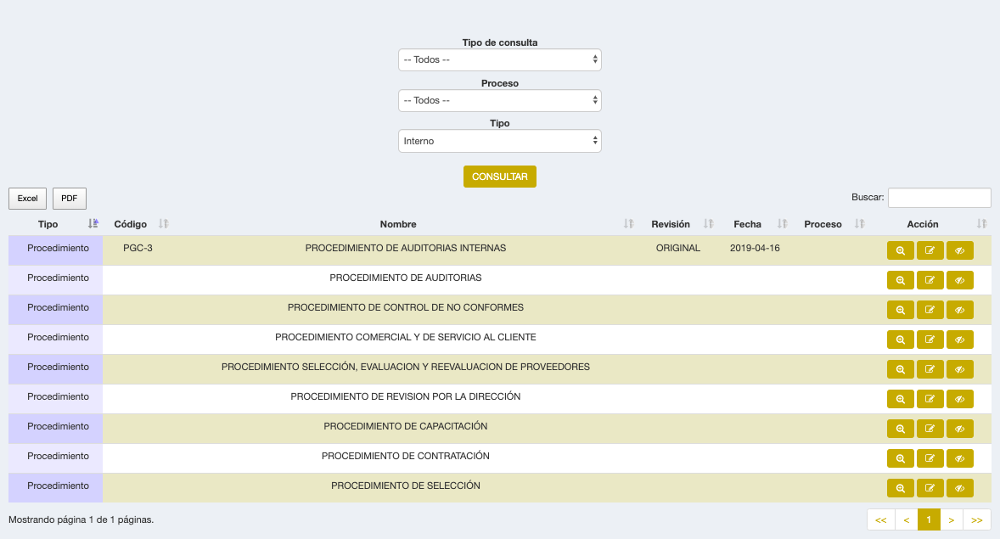 Tipo de consulta
-- Todos --
Proceso
-- Todos --
Tipo
Interno
CONSULTAR
Excel PDF Buscar:
Tipo Código Nombre Revisión Fecha Proceso Acción
Procedimiento PGC-3 PROCEDIMIENTO DE AUDITORIAS INTERNAS ORIGINAL 2019-04-16
Procedimiento PROCEDIMIENTO DE AUDITORIAS
Procedimiento PROCEDIMIENTO DE CONTROL DE NO CONFORMES
Procedimiento PROCEDIMIENTO COMERCIAL Y DE SERVICIO AL CLIENTE
Procedimiento PROCEDIMIENTO SELECCIÓN, EVALUACION Y REEVALUACION DE PROVEEDORES
Procedimiento PROCEDIMIENTO DE REVISION POR LA DIRECCIÓN
Procedimiento PROCEDIMIENTO DE CAPACITACIÓN
Procedimiento PROCEDIMIENTO DE CONTRATACIÓN
Procedimiento PROCEDIMIENTO DE SELECCIÓN
Mostrando página 1 de 1 páginas. << < 1 > >>